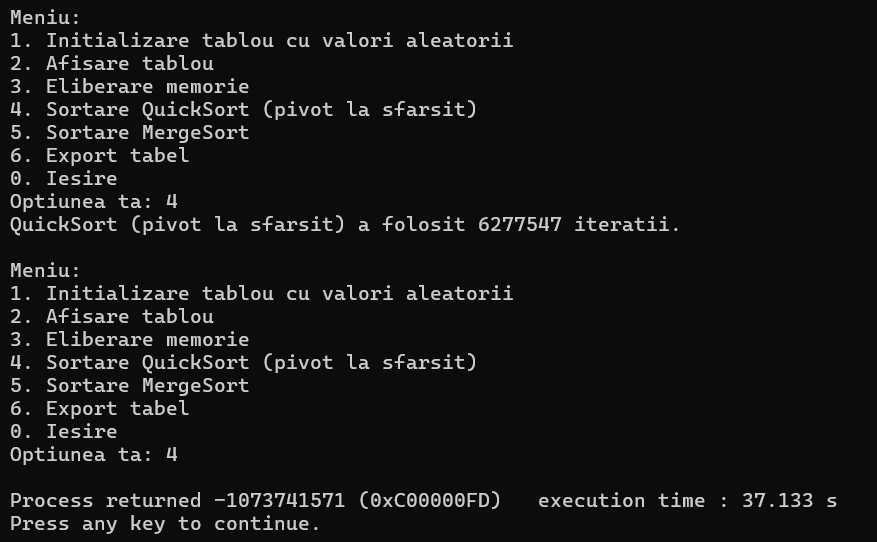 Meniu:
1. Initializare tablou cu valori aleatorii
2. Afisare tablou
3. Eliberare memorie
4. Sortare QuickSort (pivot la sfarsit)
5. Sortare MergeSort
6. Export tabel
0. Iesire
Optiunea ta: 4
QuickSort (pivot la sfarsit) a folosit 6277547 iteratii.

Meniu:
1. Initializare tablou cu valori aleatorii
2. Afisare tablou
3. Eliberare memorie
4. Sortare QuickSort (pivot la sfarsit)
5. Sortare MergeSort
6. Export tabel
0. Iesire
Optiunea ta: 4

Process returned -1073741571 (0xC00000FD)   execution time : 37.133 s
Press any key to continue.